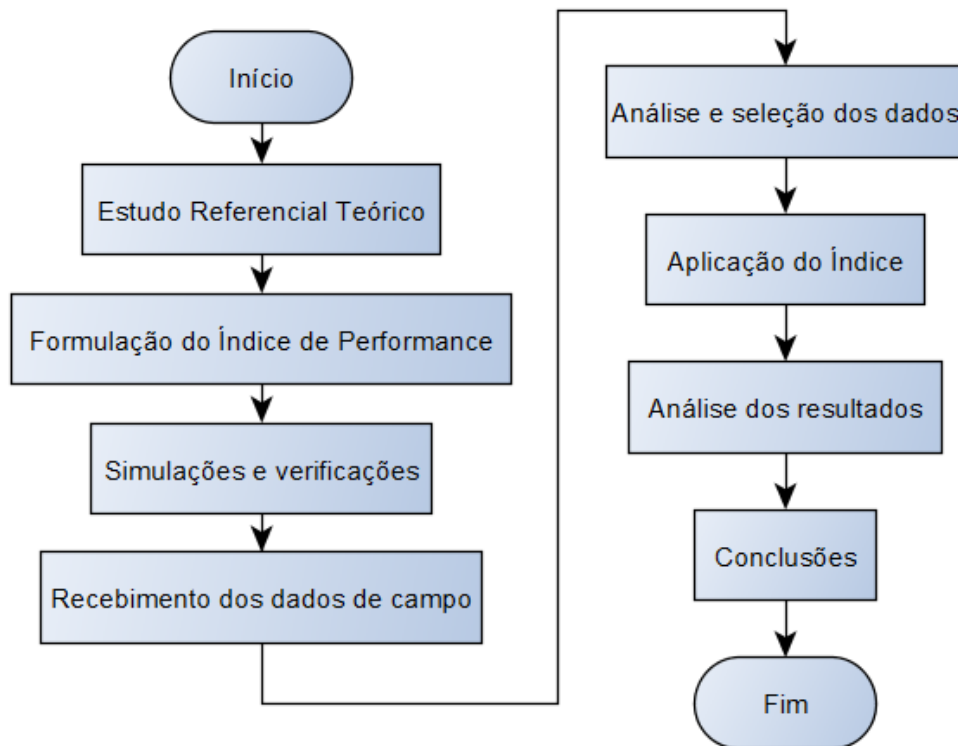 Início
Estudo Referencial Teórico
Formulação do Índice de Performance
Simulações e verificações
Recebimento dos dados de campo
Análise e seleção dos dados
Aplicação do Índice
Análise dos resultados
Conclusões
Fim